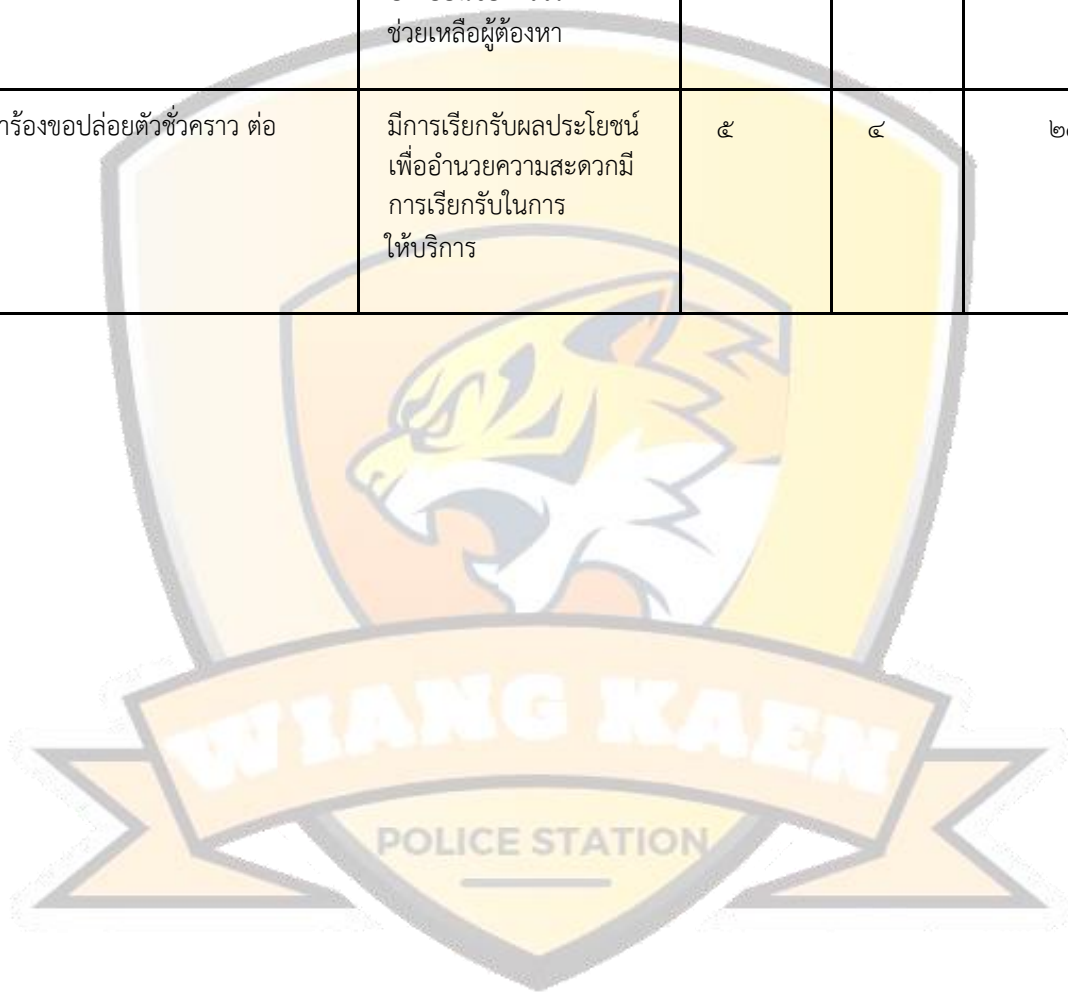 ช่วยเหลือผู้ต้องหา
ร้องขอปล่อยตัวชั่วคราว ต่อ
มีการเรียกรับผลประโยชน์
เพื่ออำนวยความสะดวกมี
การเรียกรับในการ
ให้บริการ
๕
๔
WIANG KAEN
POLICE STATION